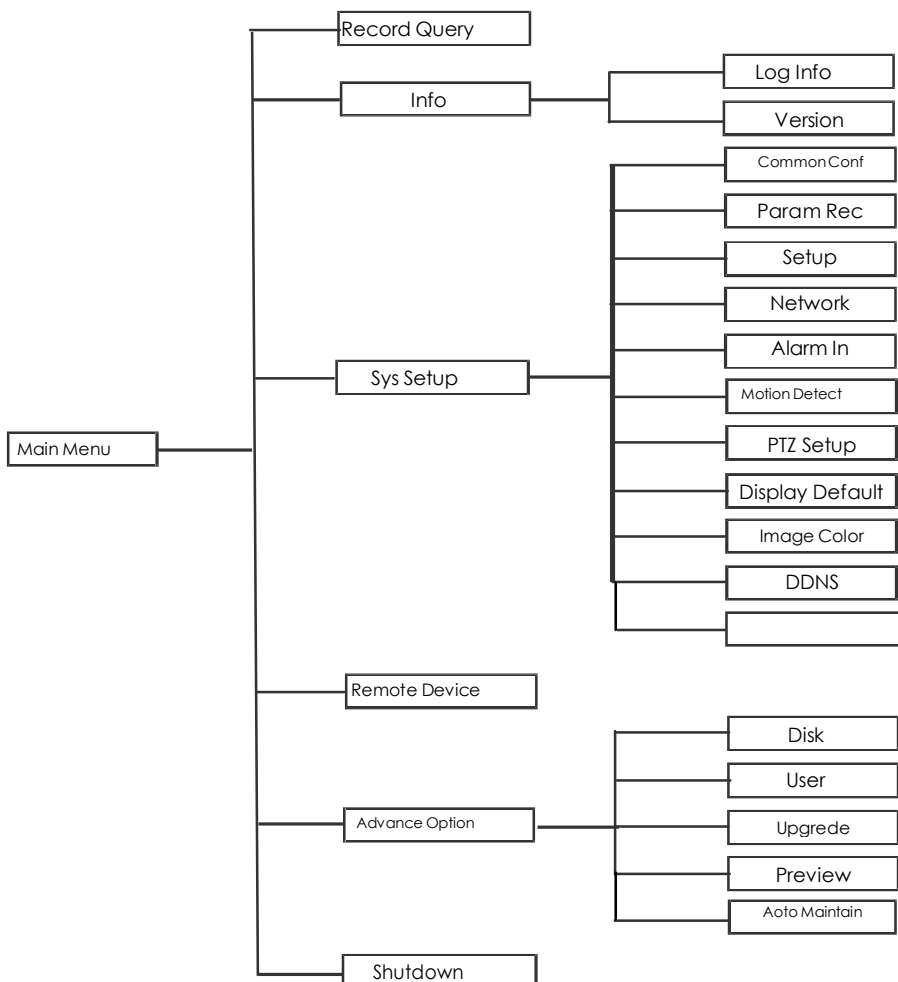 Record Query
Info
Log Info
Version
Common Conf
Param Rec
Setup
Network
Alarm In
Sys Setup
Motion Detect
Main Menu
PTZ Setup
Display Default
Image Color
DDNS
Remote Device
Disk
User
Advance Option
Upgrede
Preview
Aoto Maintain
Shutdown